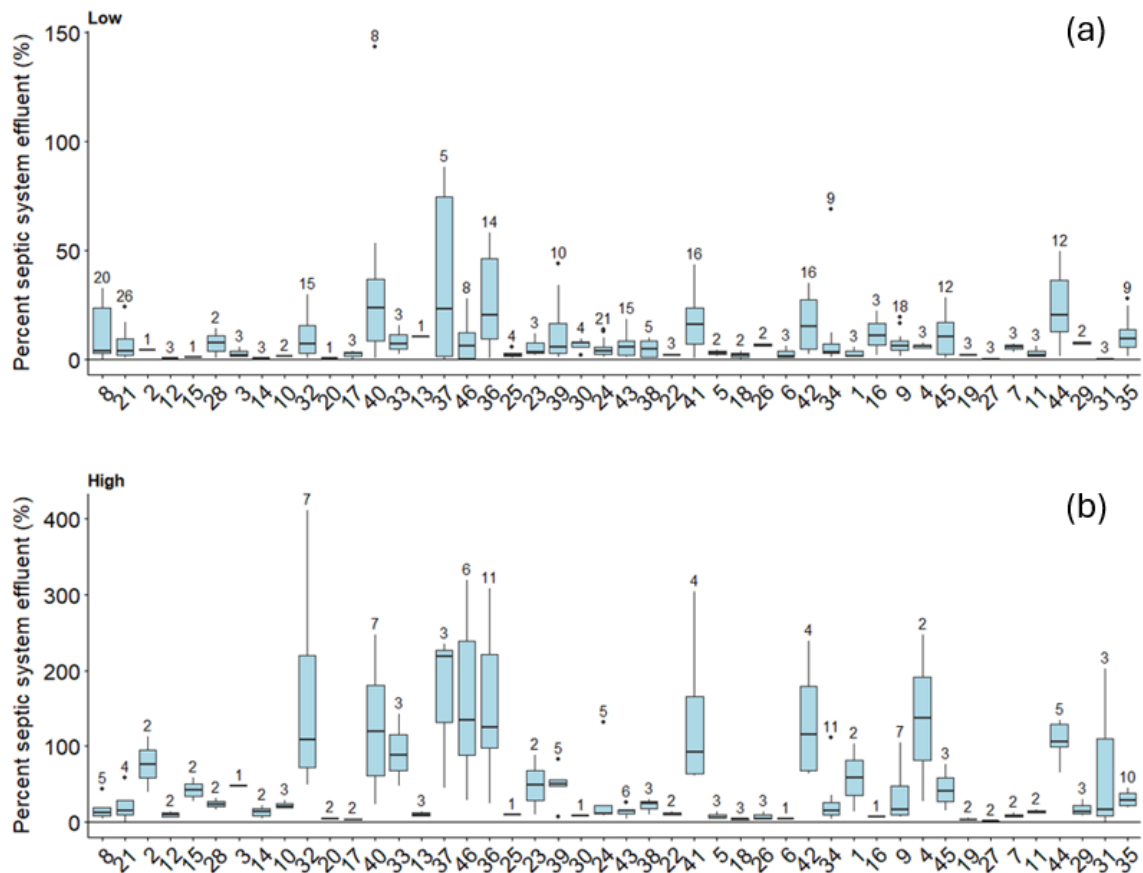 Low
(a)
Percent septic system effluent (%)
150
100
50
0
20 26 1 3 1 2 3 3 2 15 1 3 8 3 1 5 8 14 4 3 10 4 21 15 5 3 16 2 2 2 3 16 9 3 3 18 3 12 2 3 3 3 12 2 3 9
8 21 2 12 15 28 3 14 10 32 20 17 40 33 13 37 46 36 25 23 39 30 24 43 38 22 41 5 18 26 6 42 34 1 16 9 4 45 19 27 7 11 44 29 31 35
High
(b)
Percent septic system effluent (%)
400
300
200
100
0
5 4 2 2 2 2 1 2 3 7 2 2 7 3 3 3 6 11 1 2 5 1 5 6 3 2 4 3 3 3 1 4 11 2 1 7 2 3 2 2 2 2 5 3 3 10
8 21 2 12 15 28 3 14 10 32 20 17 40 33 13 37 46 36 25 23 39 30 24 43 38 22 41 5 18 26 6 42 34 1 16 9 4 45 19 27 7 11 44 29 31 35